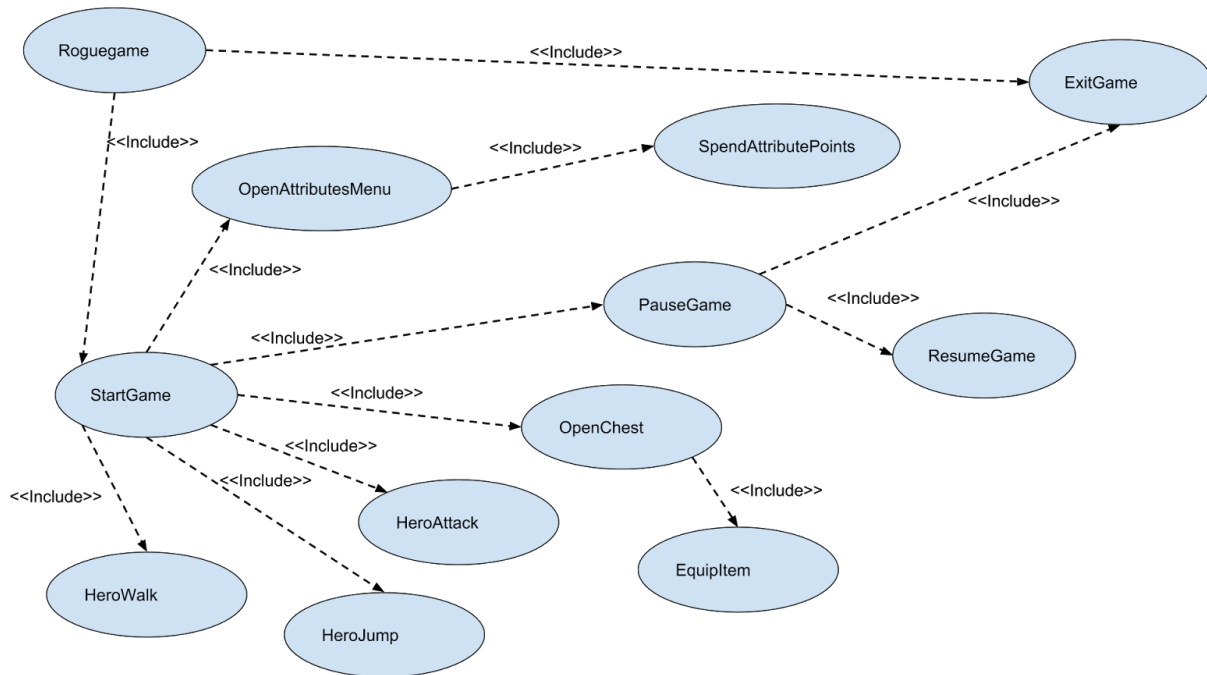 Roguegame
<<Include>>
ExitGame
<<Include>>
SpendAttributePoints
<<Include>>
OpenAttributesMenu
<<Include>>
<<Include>>
PauseGame
<<Include>>
<<Include>>
ResumeGame
StartGame
<<Include>>
OpenChest
<<Include>>
<<Include>>
<<Include>>
<<Include>>
HeroAttack
EquipItem
HeroWalk
HeroJump